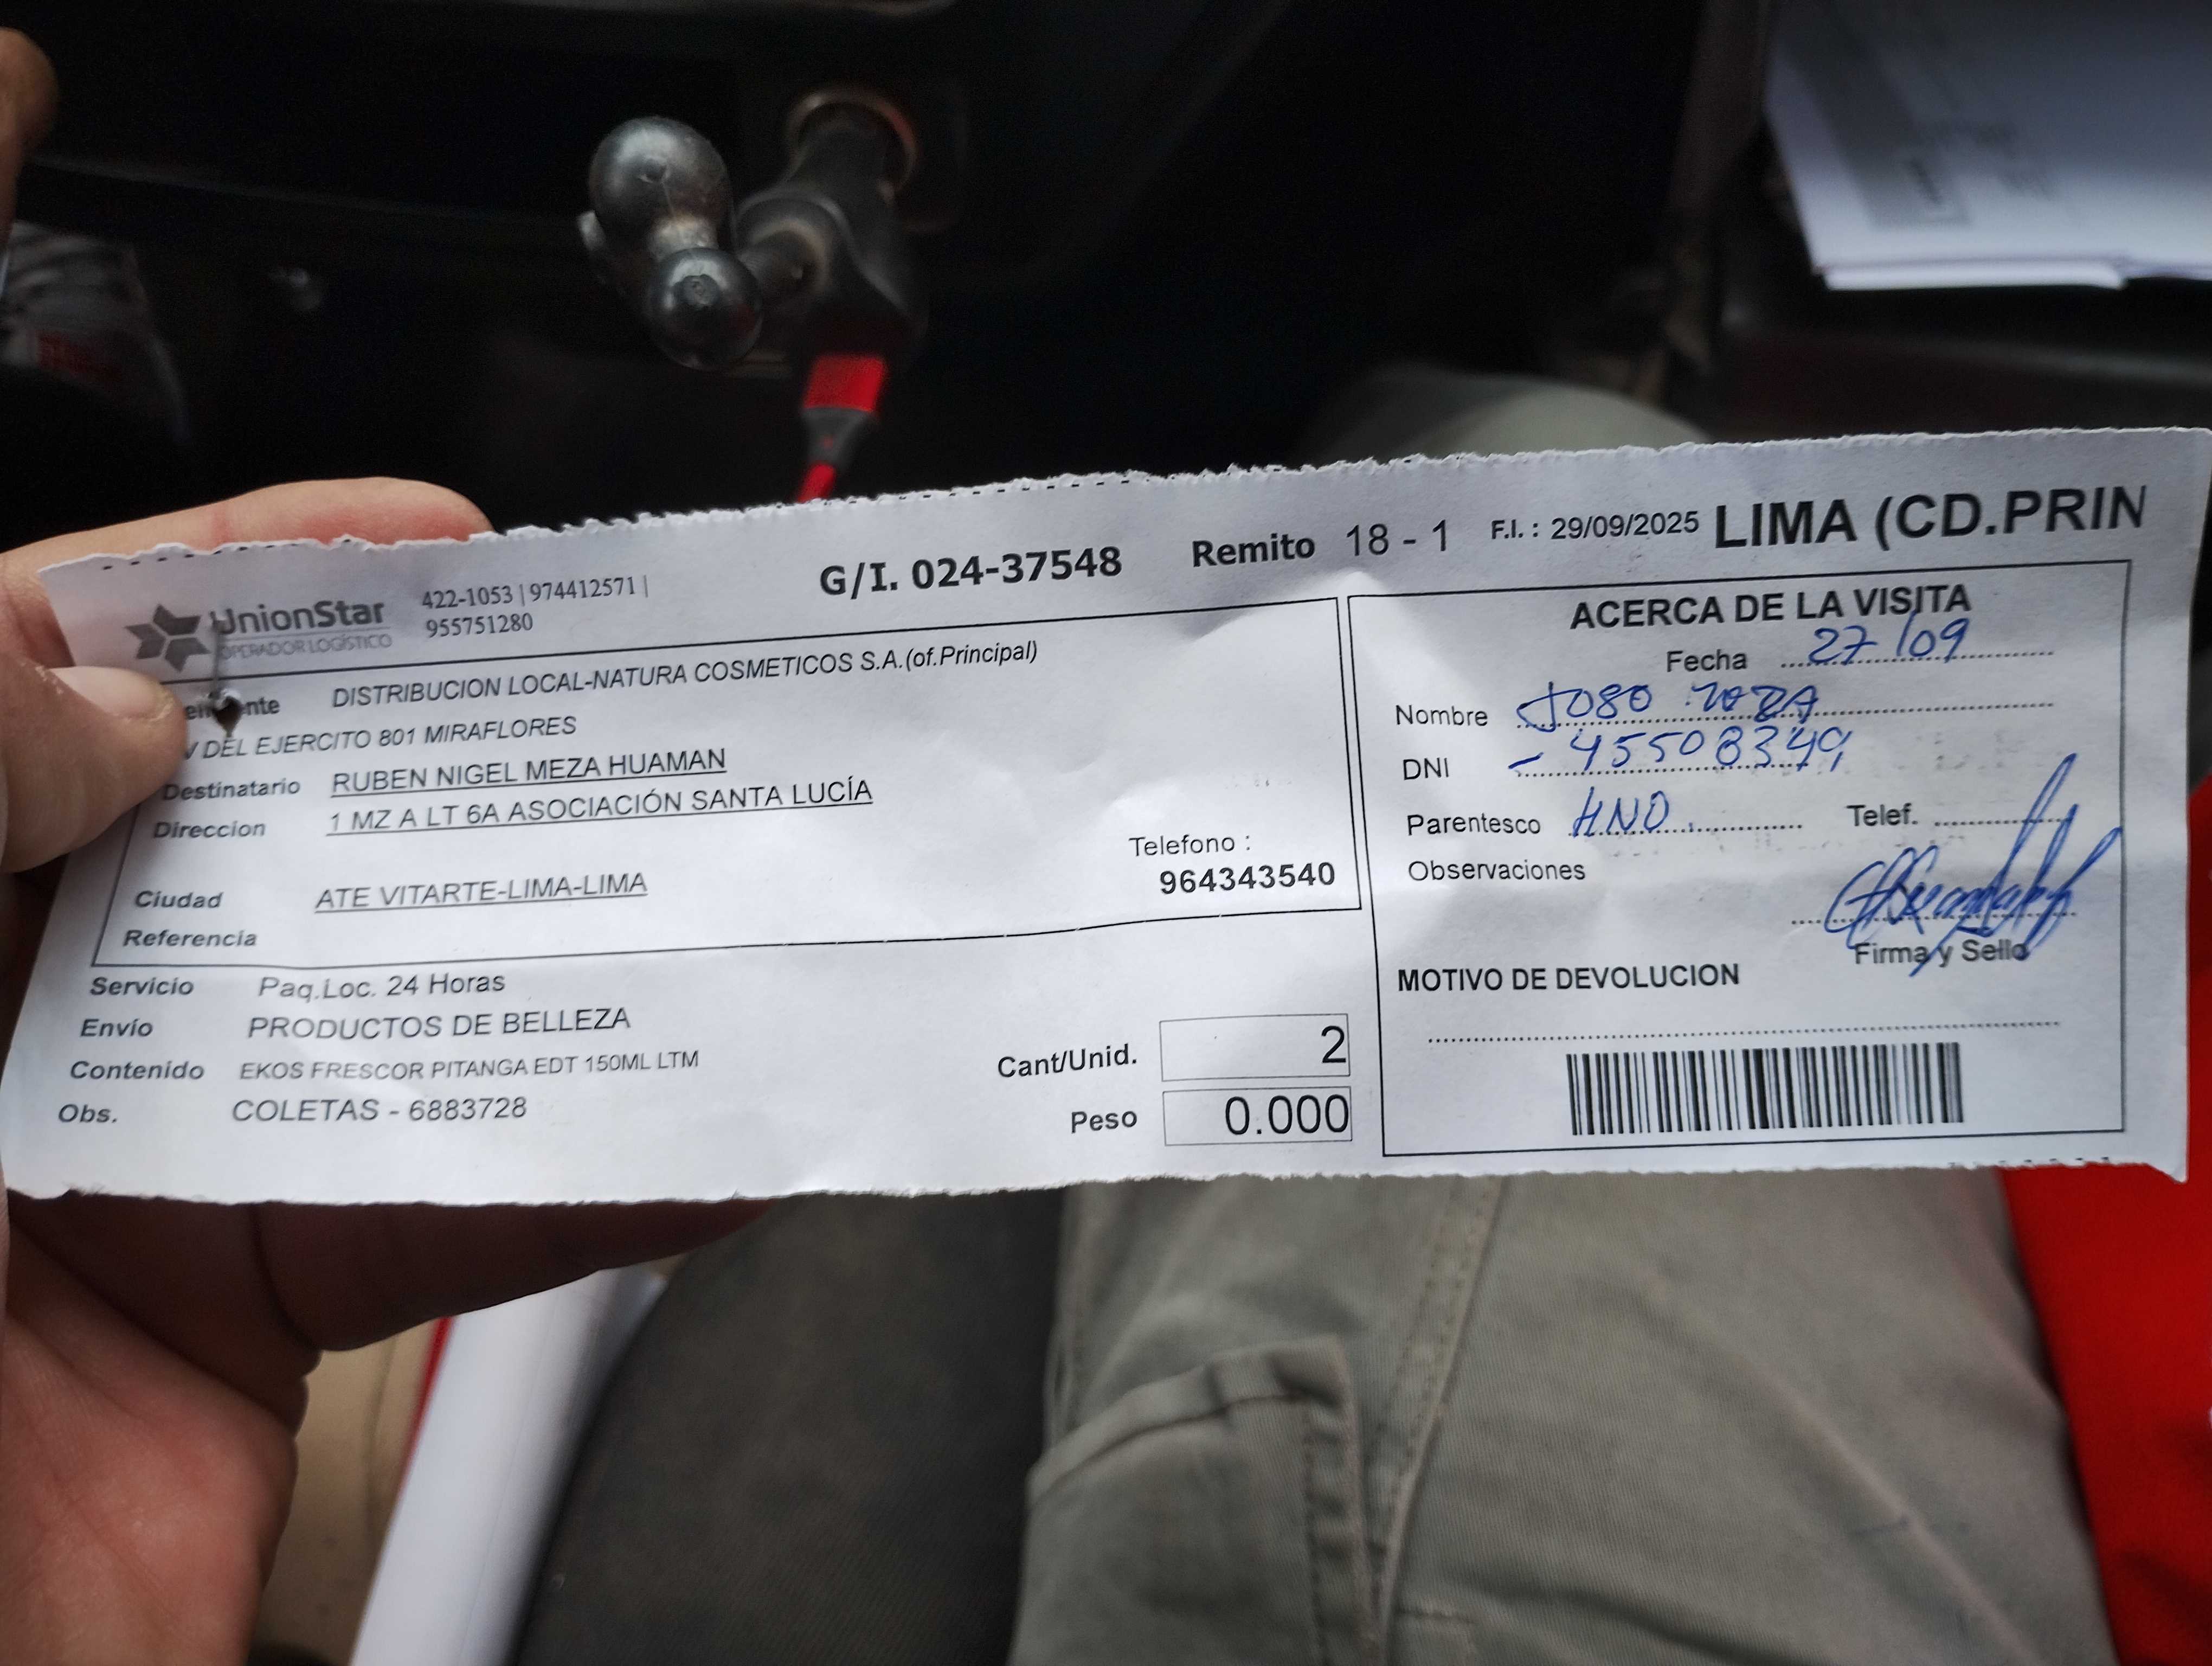 UnionStar
OPERADOR LOGÍSTICO
422-1053 | 974412571 |
955751280
G/I. 024-37548
Remito 18 - 1
F.I. : 29/09/2025
LIMA (CD.PRIN
DISTRIBUCION LOCAL-NATURA COSMETICOS S.A.(of.Principal)
V DEL EJERCITO 801 MIRAFLORES
Destinatario RUBEN NIGEL MEZA HUAMAN
Direccion 1 MZ A LT 6A ASOCIACIÓN SANTA LUCÍA
Telefono :
964343540
Ciudad ATE VITARTE-LIMA-LIMA
Referencia
Servicio Paq.Loc. 24 Horas
Envío PRODUCTOS DE BELLEZA
Contenido EKOS FRESCOR PITANGA EDT 150ML LTM
Obs. COLETAS - 6883728
Cant/Unid. 2
Peso 0.000
ACERCA DE LA VISITA
Fecha 27/09
Nombre
DNI - 45508349
Parentesco HNO. Telef.
Observaciones
Firma y Sello
MOTIVO DE DEVOLUCION